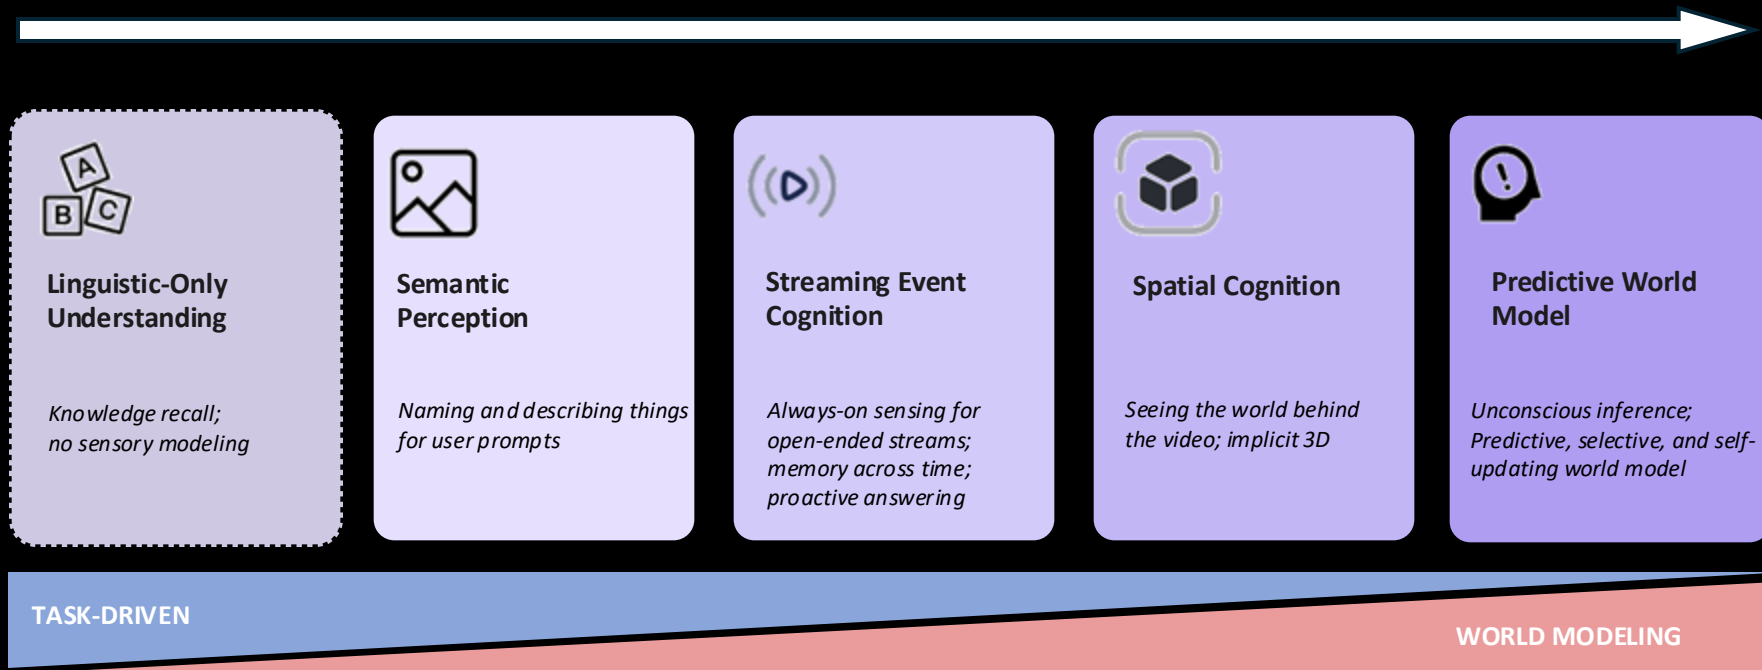 A
B
C
Linguistic-Only
Understanding
Knowledge recall;
no sensory modeling
Semantic
Perception
Naming and describing things
for user prompts
Streaming Event
Cognition
Always-on sensing for
open-ended streams;
memory across time;
proactive answering
Spatial Cognition
Seeing the world behind
the video; implicit 3D
Predictive World
Model
Unconscious inference;
Predictive, selective, and self-
updating world model
TASK-DRIVEN
WORLD MODELING